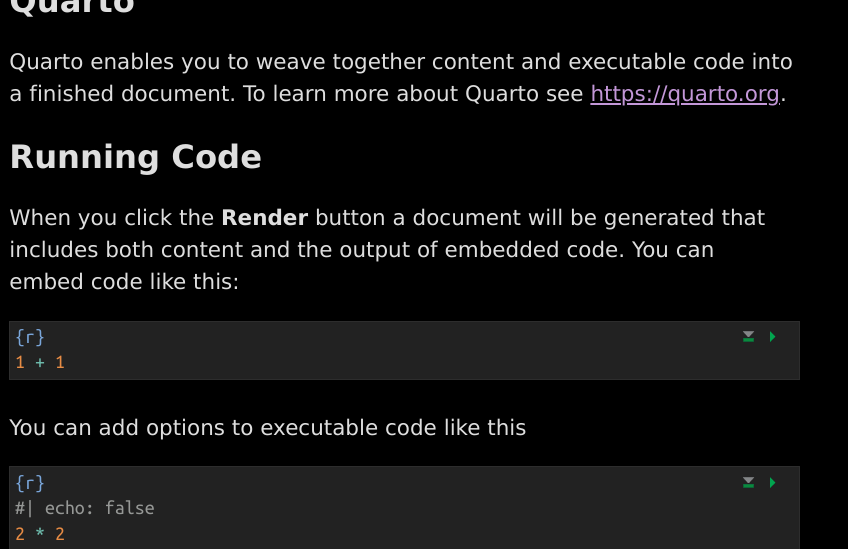 Quarto
Quarto enables you to weave together content and executable code into
a finished document. To learn more about Quarto see https://quarto.org.
Running Code
When you click the Render button a document will be generated that
includes both content and the output of embedded code. You can
embed code like this:
{r}
1 + 1
You can add options to executable code like this
{r}
#| echo: false
2 * 2